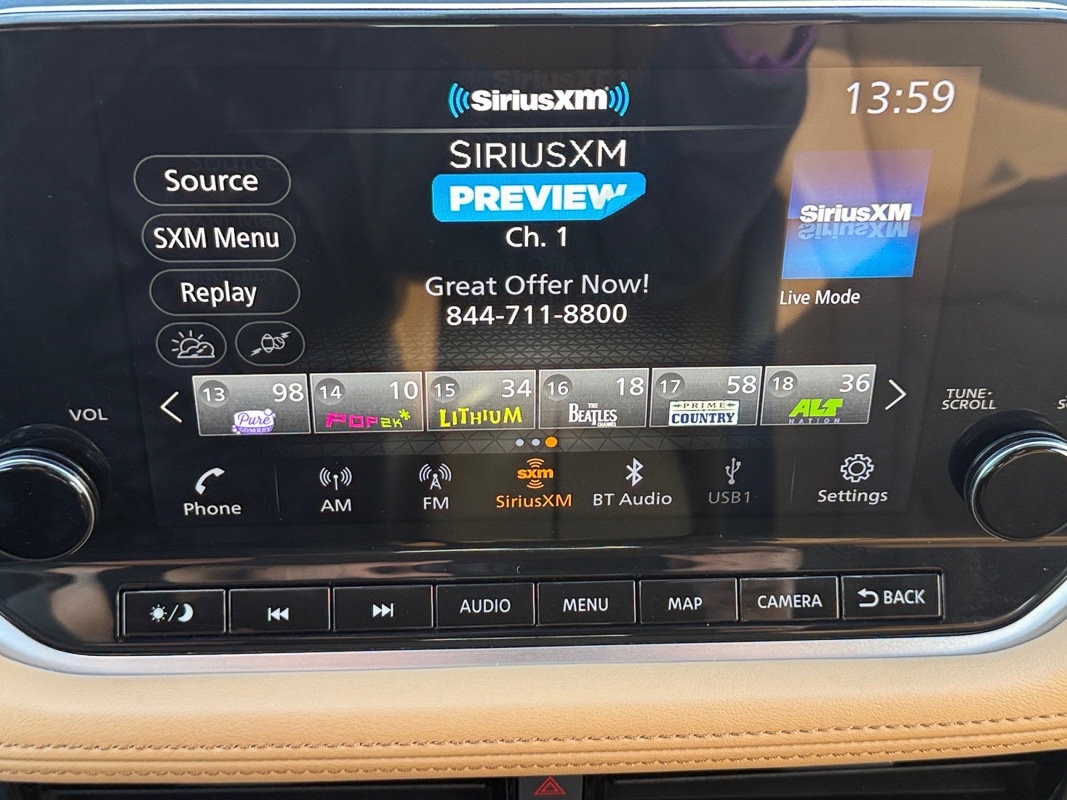 SiriusXM
13:59
SIRIUSXM
PREVIEW
Ch. 1
Great Offer Now!
844-711-8800
Source
SXM Menu
Replay
SiriusXM
Live Mode
VOL
TUNE·
SCROLL
13 98
Pure
COMEDY
14 10
POP2K*
15 34
LITHIUM
16 18
THE
BEATLES
CHANNEL
17 58
PRIME
COUNTRY
18 36
ALT
NATION
Phone
AM
FM
sxm
SiriusXM
BT Audio
USB1
Settings
AUDIO
MENU
MAP
CAMERA
BACK